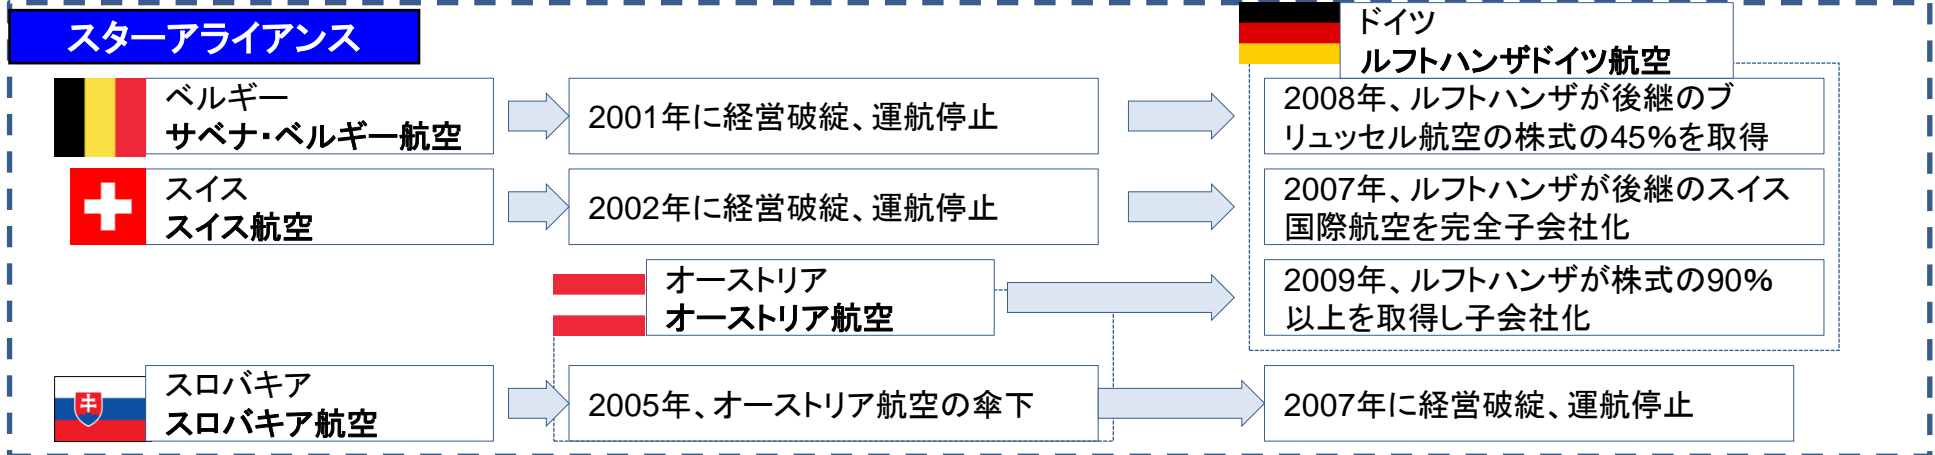 スターアライアンス
ドイツ
ルフトハンザドイツ航空
ベルギー
サベナ・ベルギー航空
2001年に経営破綻、運航停止
2008年、ルフトハンザが後継のブ
リュッセル航空の株式の45%を取得
スイス
スイス航空
2002年に経営破綻、運航停止
2007年、ルフトハンザが後継のスイス
国際航空を完全子会社化
オーストリア
オーストリア航空
2009年、ルフトハンザが株式の90%
以上を取得し子会社化
スロバキア
スロバキア航空
2005年、オーストリア航空の傘下
2007年に経営破綻、運航停止